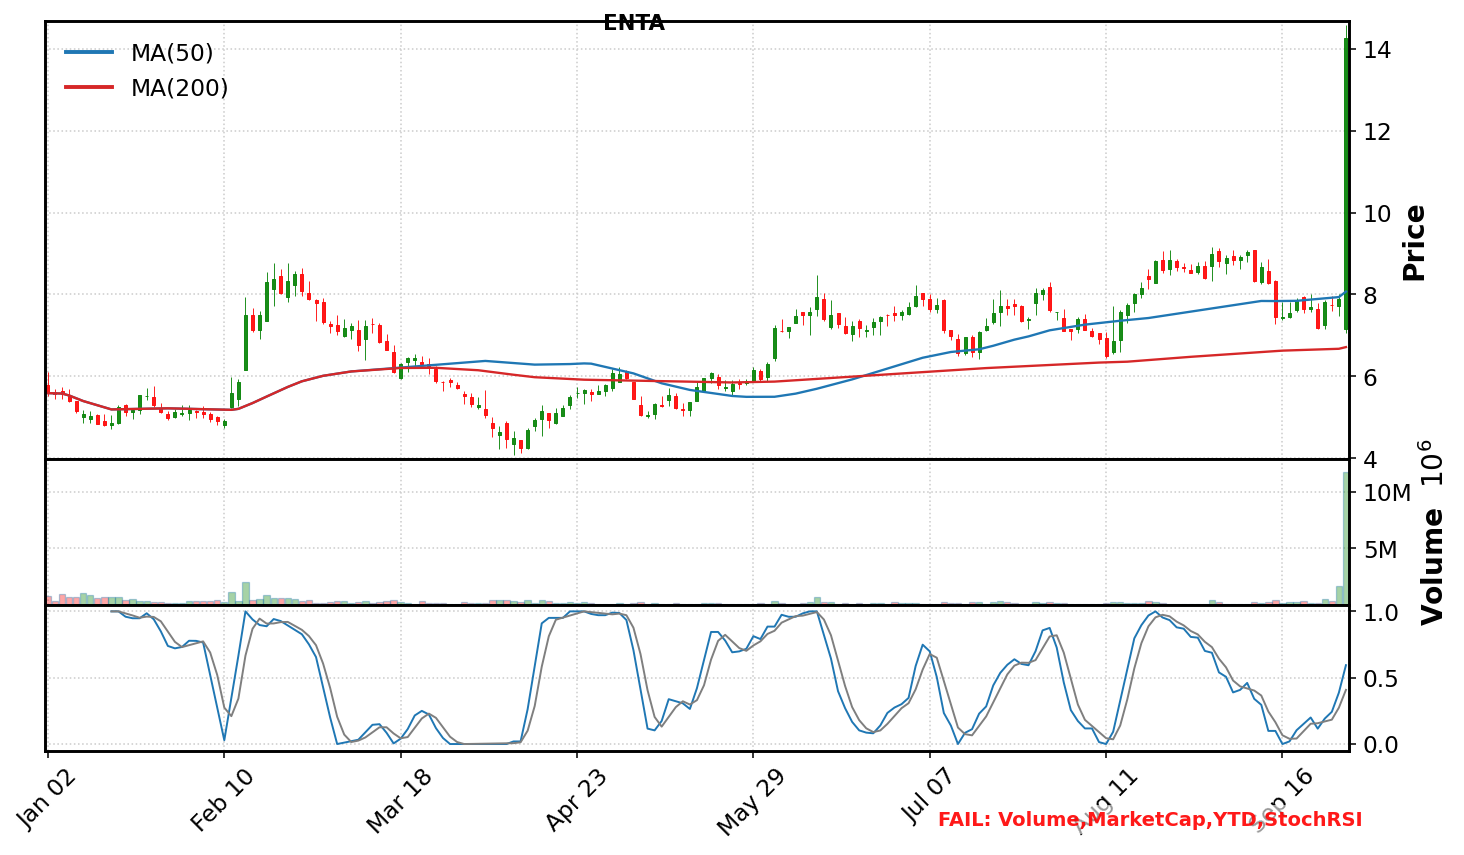 ENTA
MA(50)
MA(200)
14
12
10
8
6
4
Price
10M
5M
Volume 10^6
1.0
0.5
0.0
Jan 02
Feb 10
Mar 18
Apr 23
May 29
Jul 07
Aug 11
Sep 16
FAIL: Volume,MarketCap,YTD,StochRSI